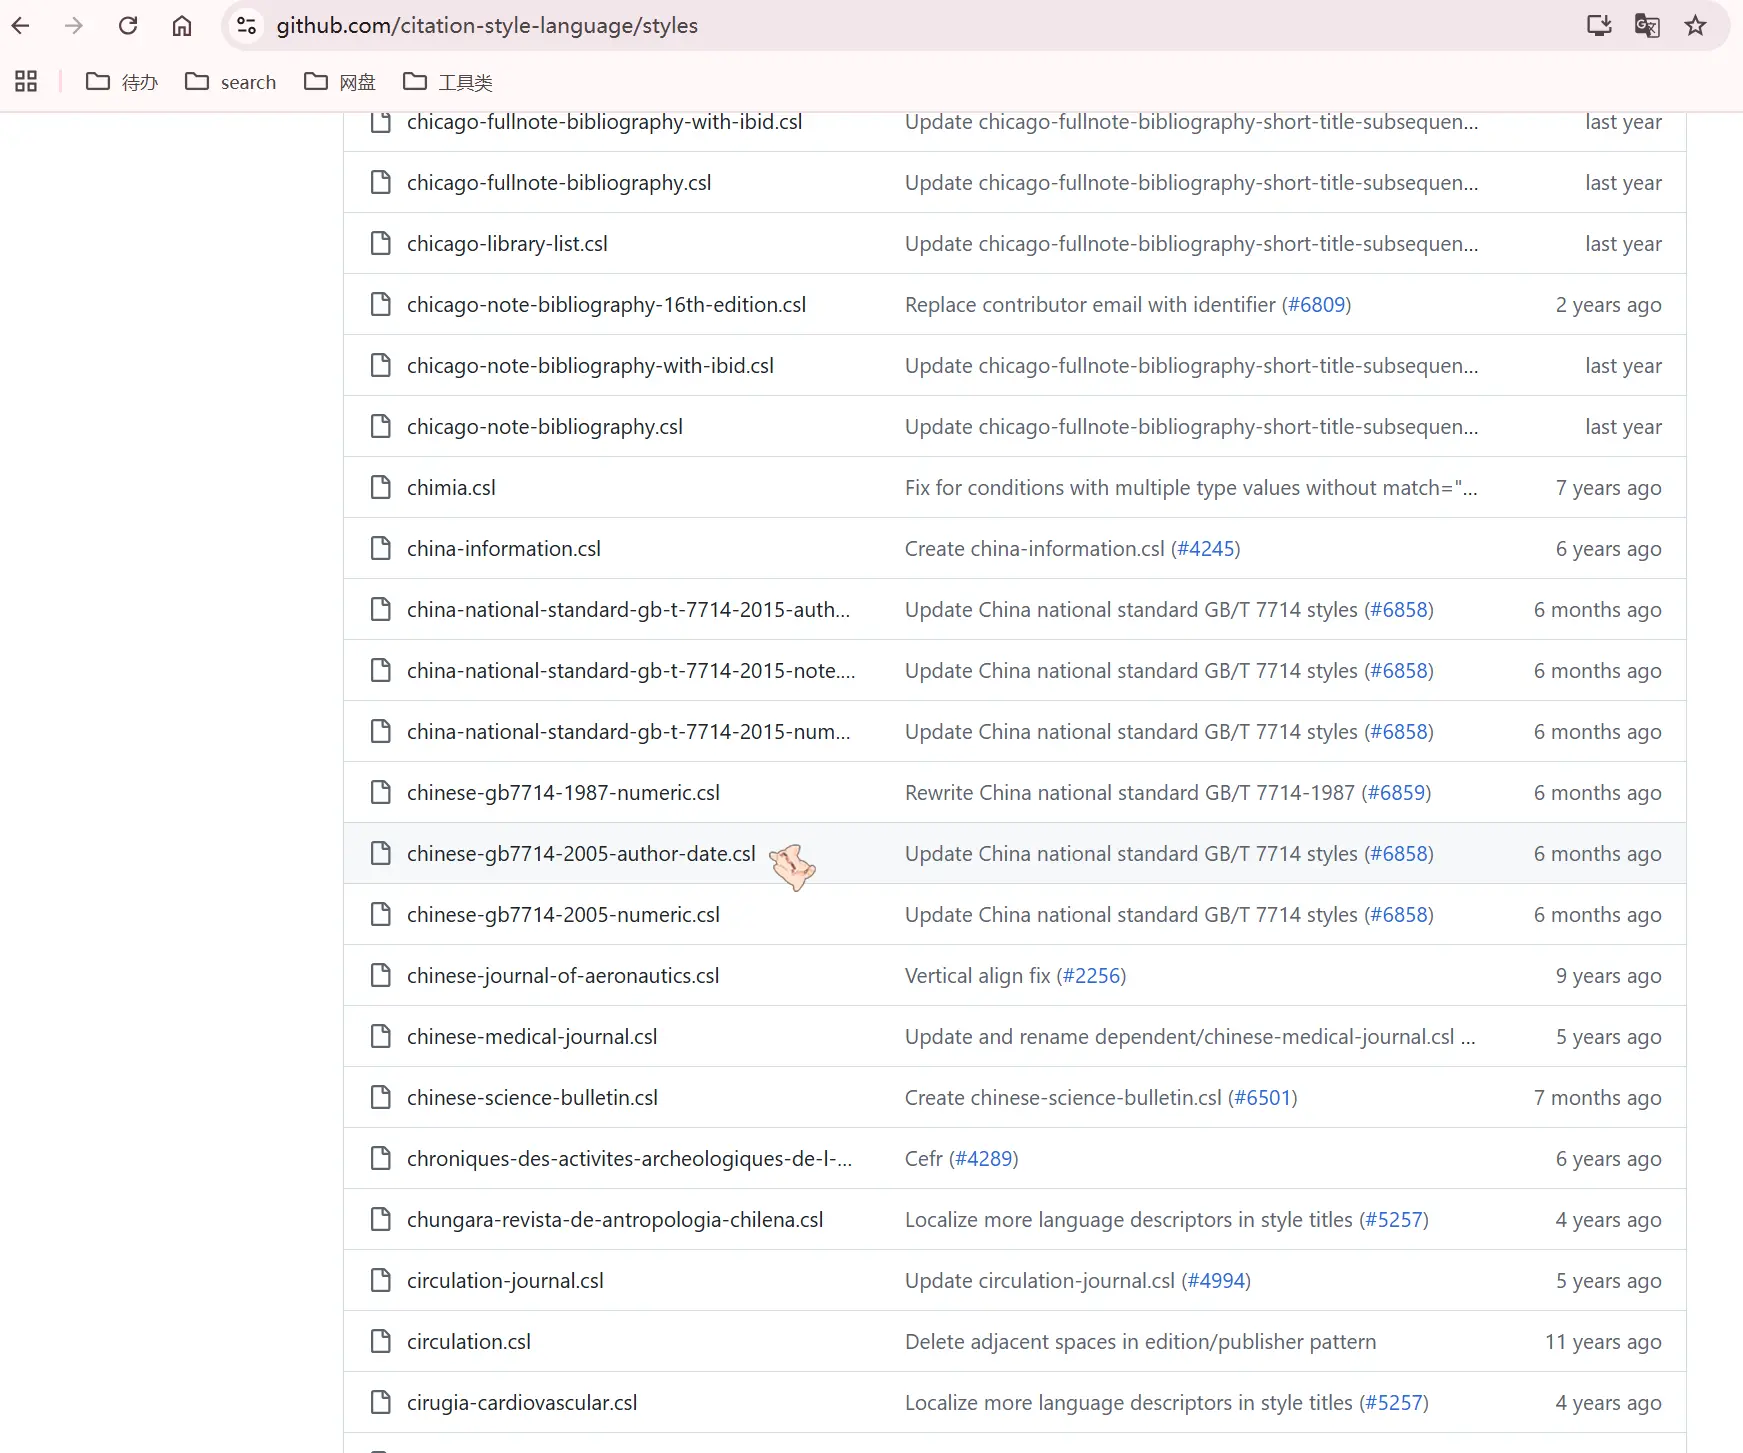 github.com/citation-style-language/styles
待办 search 网盘 工具类
chicago-fullnote-bibliography-with-ibid.csl Update chicago-fullnote-bibliography-short-title-subsequen... last year
chicago-fullnote-bibliography.csl Update chicago-fullnote-bibliography-short-title-subsequen... last year
chicago-library-list.csl Update chicago-fullnote-bibliography-short-title-subsequen... last year
chicago-note-bibliography-16th-edition.csl Replace contributor email with identifier (#6809) 2 years ago
chicago-note-bibliography-with-ibid.csl Update chicago-fullnote-bibliography-short-title-subsequen... last year
chicago-note-bibliography.csl Update chicago-fullnote-bibliography-short-title-subsequen... last year
chimia.csl Fix for conditions with multiple type values without match="... 7 years ago
china-information.csl Create china-information.csl (#4245) 6 years ago
china-national-standard-gb-t-7714-2015-auth... Update China national standard GB/T 7714 styles (#6858) 6 months ago
china-national-standard-gb-t-7714-2015-note.... Update China national standard GB/T 7714 styles (#6858) 6 months ago
china-national-standard-gb-t-7714-2015-num... Update China national standard GB/T 7714 styles (#6858) 6 months ago
chinese-gb7714-1987-numeric.csl Rewrite China national standard GB/T 7714-1987 (#6859) 6 months ago
chinese-gb7714-2005-author-date.csl Update China national standard GB/T 7714 styles (#6858) 6 months ago
chinese-gb7714-2005-numeric.csl Update China national standard GB/T 7714 styles (#6858) 6 months ago
chinese-journal-of-aeronautics.csl Vertical align fix (#2256) 9 years ago
chinese-medical-journal.csl Update and rename dependent/chinese-medical-journal.csl ... 5 years ago
chinese-science-bulletin.csl Create chinese-science-bulletin.csl (#6501) 7 months ago
chroniques-des-activites-archeologiques-de-l-... Cefr (#4289) 6 years ago
chungara-revista-de-antropologia-chilena.csl Localize more language descriptors in style titles (#5257) 4 years ago
circulation-journal.csl Update circulation-journal.csl (#4994) 5 years ago
circulation.csl Delete adjacent spaces in edition/publisher pattern 11 years ago
cirugia-cardiovascular.csl Localize more language descriptors in style titles (#5257) 4 years ago